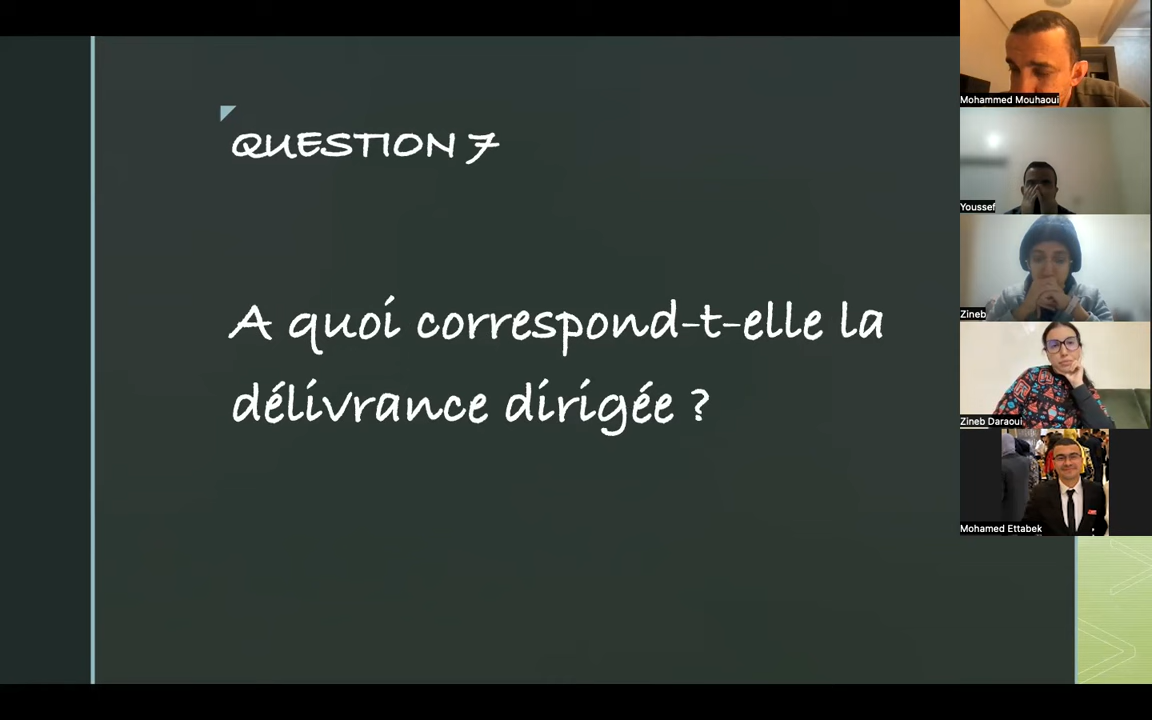 QUESTION 7
A quoi correspond-t-elle la
délivrance dirigée ?
Mohammed Mouhaoui
Youssef
Zineb
Zineb Daraoui
Mohamed Ettabek